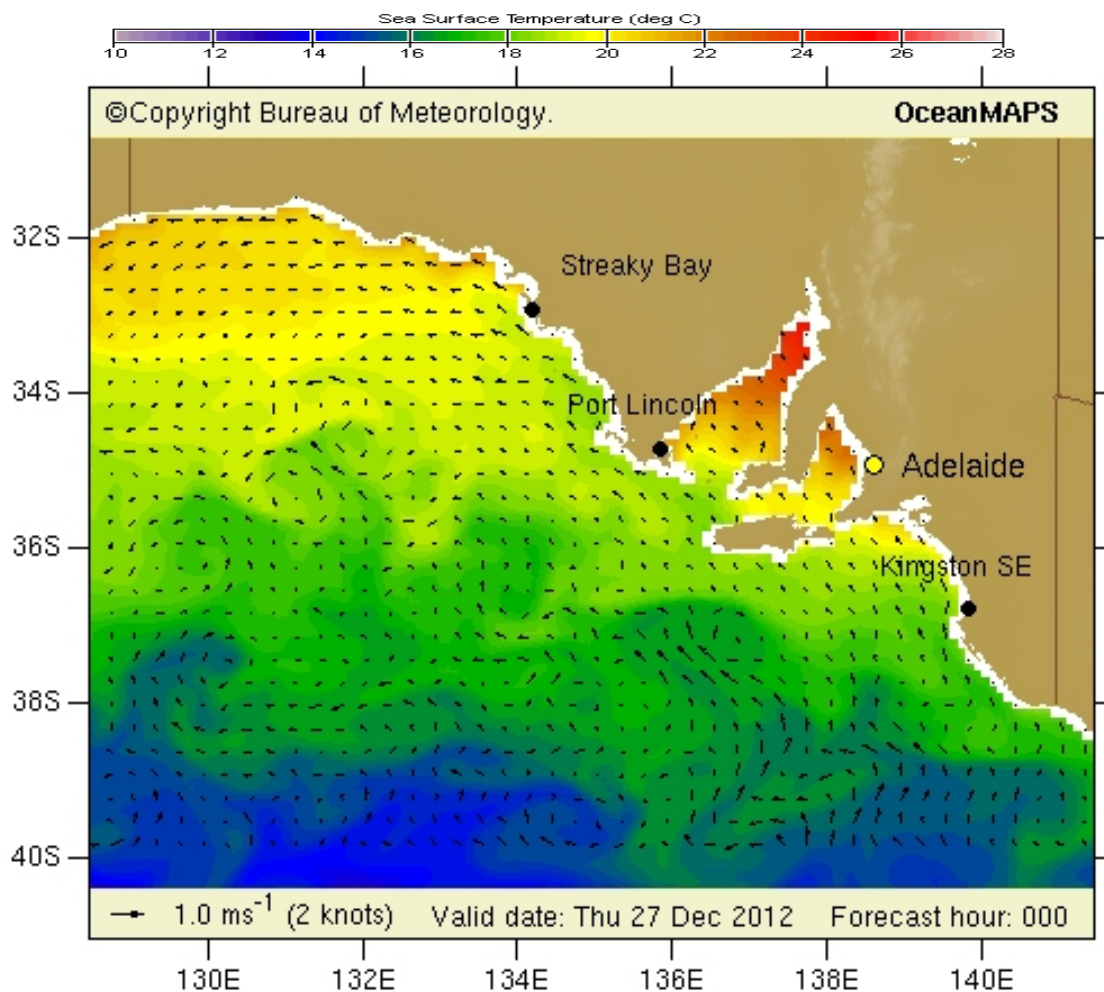 Sea Surface Temperature (deg C)
10 12 14 16 18 20 22 24 26 28
©Copyright Bureau of Meteorology. OceanMAPS
32S
Streaky Bay
34S
Port Lincoln
Adelaide
36S
Kingston SE
38S
40S
1.0 ms-1 (2 knots) Valid date: Thu 27 Dec 2012 Forecast hour: 000
130E 132E 134E 136E 138E 140E